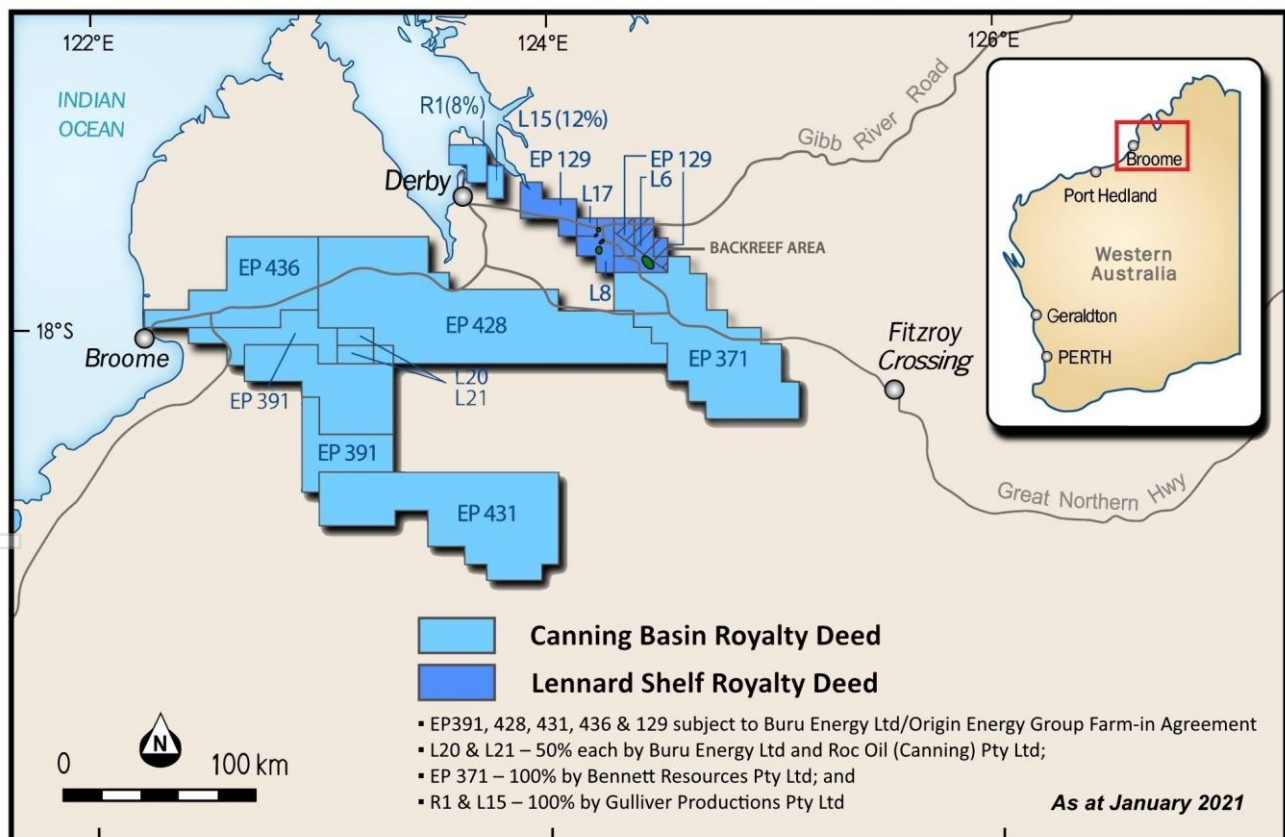 122°E
124°E
126°E
INDIAN
OCEAN
R1(8%)
L15 (12%)
EP 129
EP 129
L6
L17
Gibb River Road
Derby
BACKREEF AREA
L8
EP 436
18°S
Broome
EP 428
EP 371
Fitzroy
Crossing
L20
L21
EP 391
EP 391
EP 431
Great Northern Hwy
Broome
Port Hedland
Western
Australia
Geraldton
PERTH
Canning Basin Royalty Deed
Lennard Shelf Royalty Deed
▪ EP391, 428, 431, 436 & 129 subject to Buru Energy Ltd/Origin Energy Group Farm-in Agreement
▪ L20 & L21 – 50% each by Buru Energy Ltd and Roc Oil (Canning) Pty Ltd;
▪ EP 371 – 100% by Bennett Resources Pty Ltd; and
▪ R1 & L15 – 100% by Gulliver Productions Pty Ltd
N
0 100 km
As at January 2021